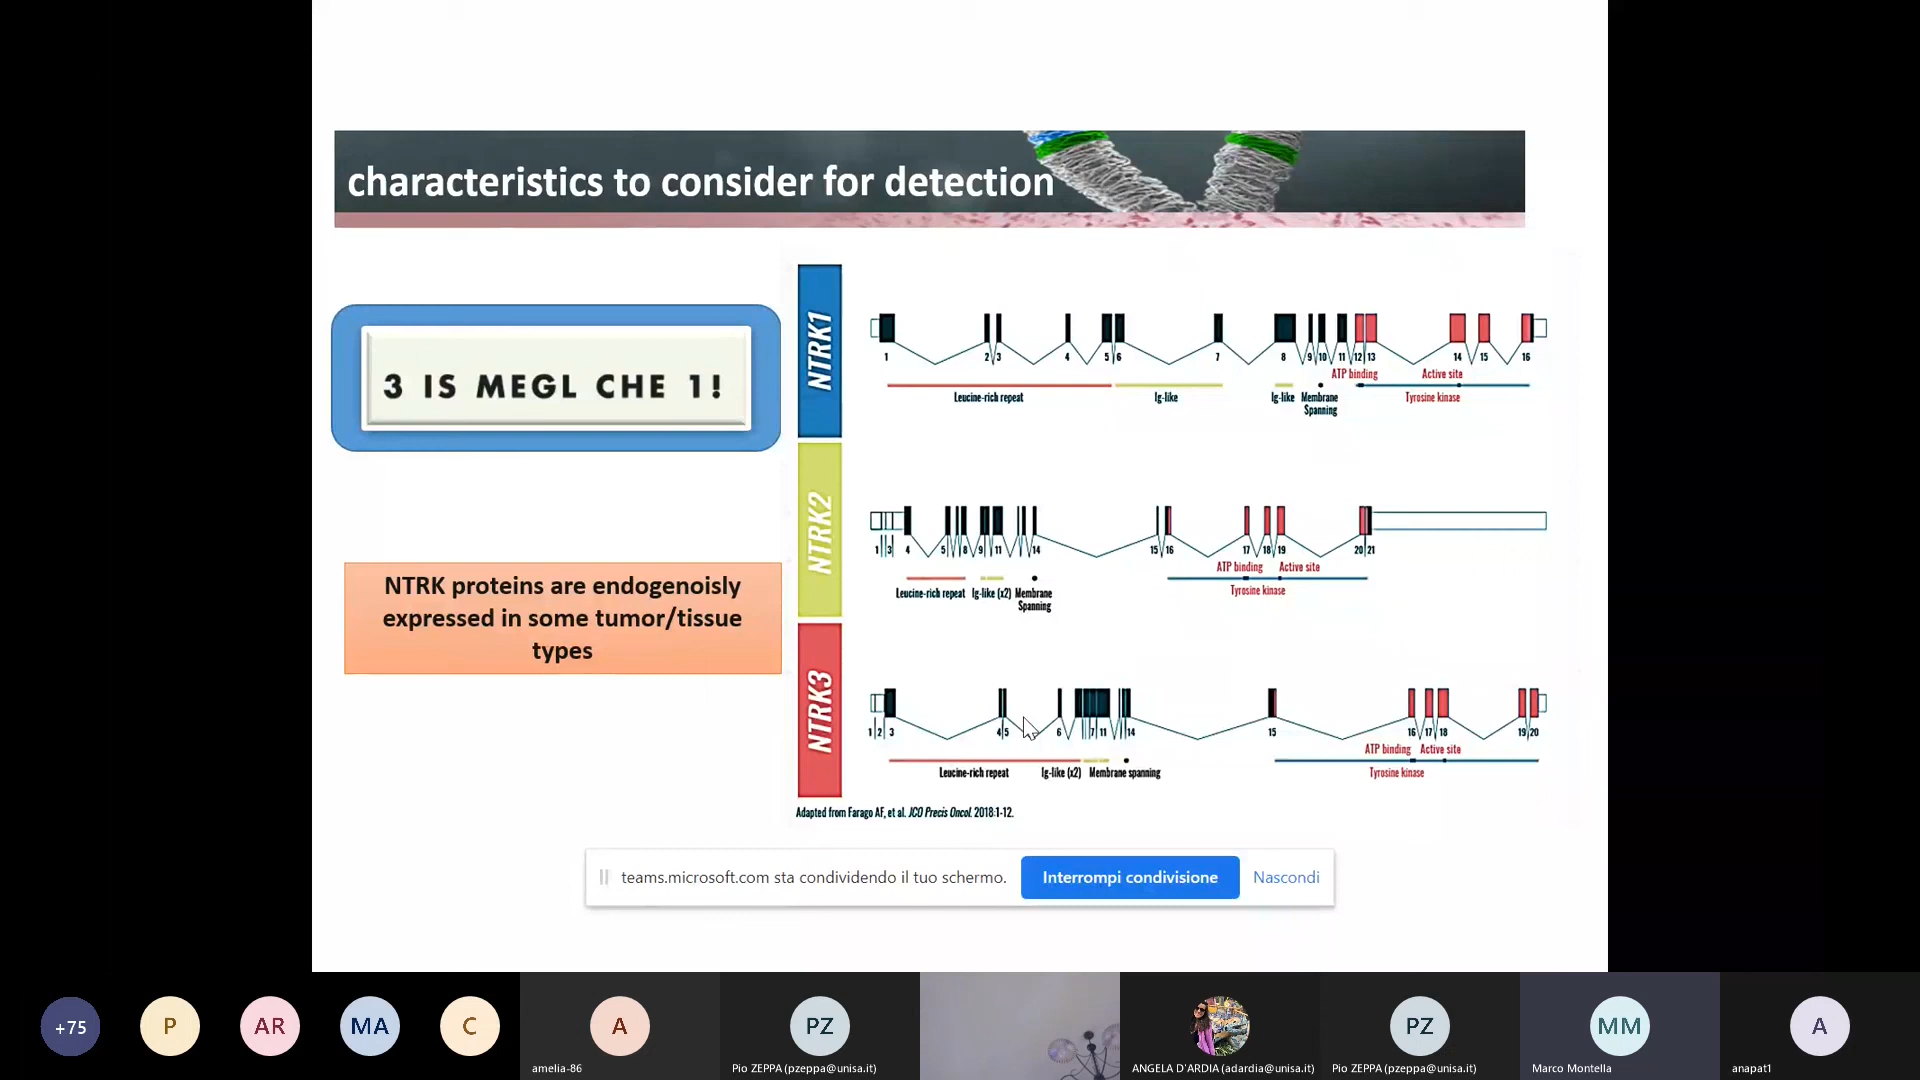 characteristics to consider for detection
3 IS MEGL CHE 1!
NTRK proteins are endogenoisly
expressed in some tumor/tissue
types
NTRK1
1 2 3 4 5 6 7 8 9 10 11 12 13 14 15 16
ATP binding Active site
Leucine-rich repeat Ig-like Ig-like Membrane Tyrosine kinase
Spanning
NTRK2
1 3 4 5 8 9 11 14 15 16 17 18 19 20 21
ATP binding Active site
Leucine-rich repeat Ig-like (x2) Membrane Tyrosine kinase
Spanning
NTRK3
1 2 3 4 5 6 7 11 14 15 16 17 18 19 20
ATP binding Active site
Leucine-rich repeat Ig-like (x2) Membrane spanning Tyrosine kinase
Adapted from Farago AF, et al. JCO Precis Oncol. 2018:1-12.
teams.microsoft.com sta condividendo il tuo schermo. Interrompi condivisione Nascondi
+75 P AR MA C A PZ PZ MM A
amelia-86 Pio ZEPPA (pzeppa@unisa.it) ANGELA D'ARDIA (adardia@unisa.it) Pio ZEPPA (pzeppa@unisa.it) Marco Montella anapat1